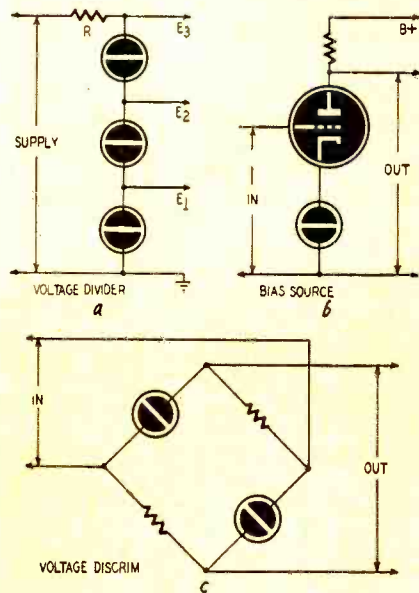 R
E3
B+
E2
SUPPLY
OUT
IN
E1
VOLTAGE DIVIDER
BIAS SOURCE
a
b
IN
OUT
VOLTAGE DISCRIM
c